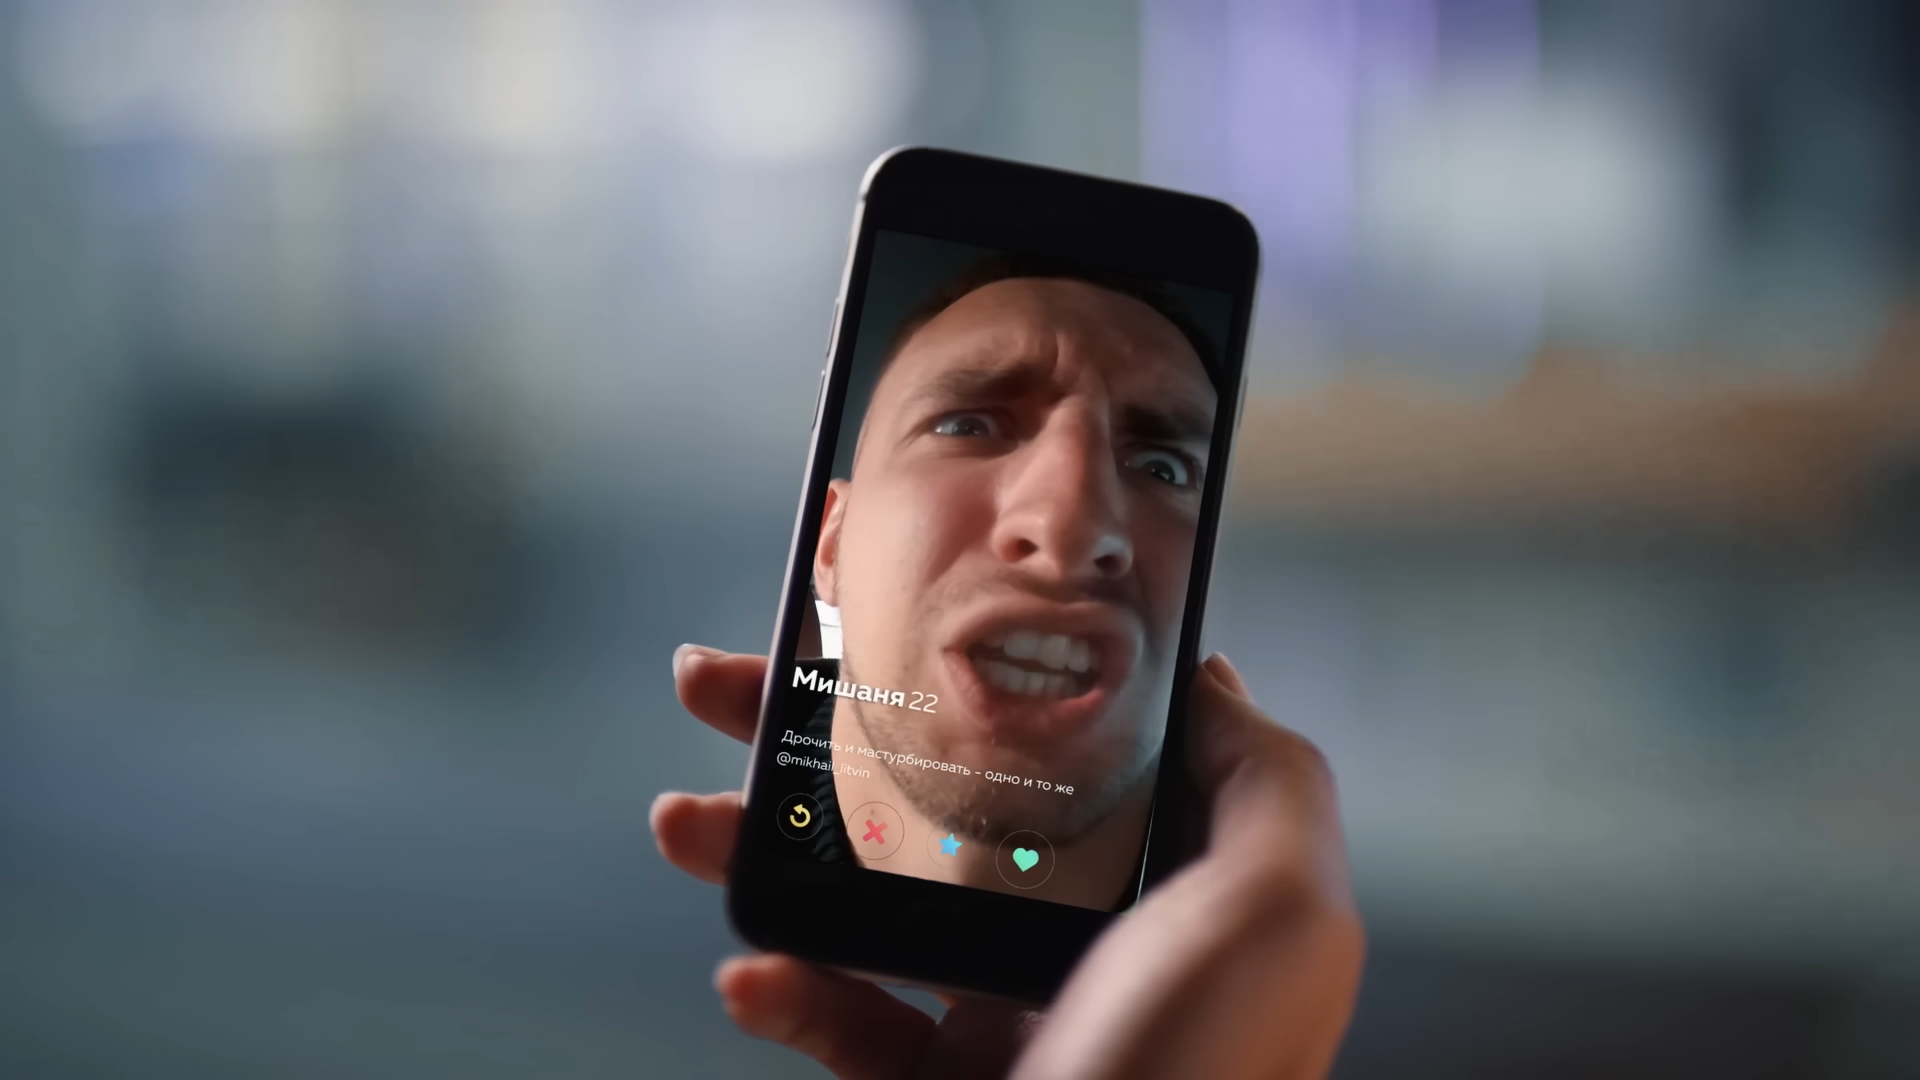 Мишаня 22
Дрочить и мастурбировать - одно и то же
@mikhail_litvin